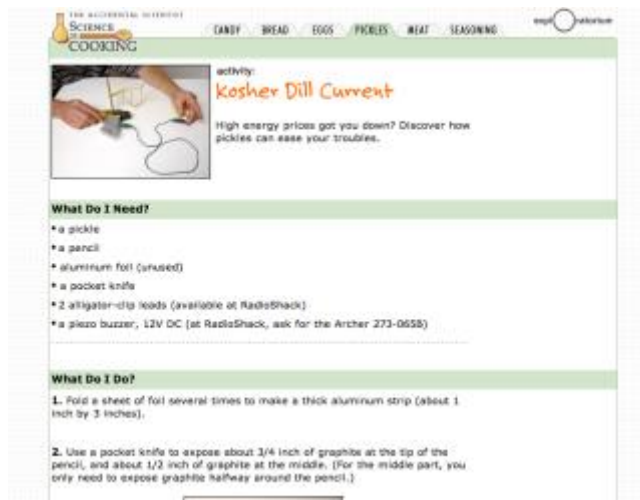 THE ACCIDENTAL SCIENTIST
SCIENCE
OF
COOKING
CANDY BREAD EGGS PICKLES MEAT SEASONING
exploratorium
activity:
Kosher Dill Current
High energy prices got you down? Discover how
pickles can ease your troubles.
What Do I Need?
• a pickle
• a pencil
• aluminum foil (unused)
• a pocket knife
• 2 alligator-clip leads (available at RadioShack)
• a piezo buzzer, 12V DC (at RadioShack, ask for the Archer 273-065B)
What Do I Do?
1. Fold a sheet of foil several times to make a thick aluminum strip (about 1
inch by 3 inches).
2. Use a pocket knife to expose about 3/4 inch of graphite at the tip of the
pencil, and about 1/2 inch of graphite at the middle. (For the middle part, you
only need to expose graphite halfway around the pencil.)